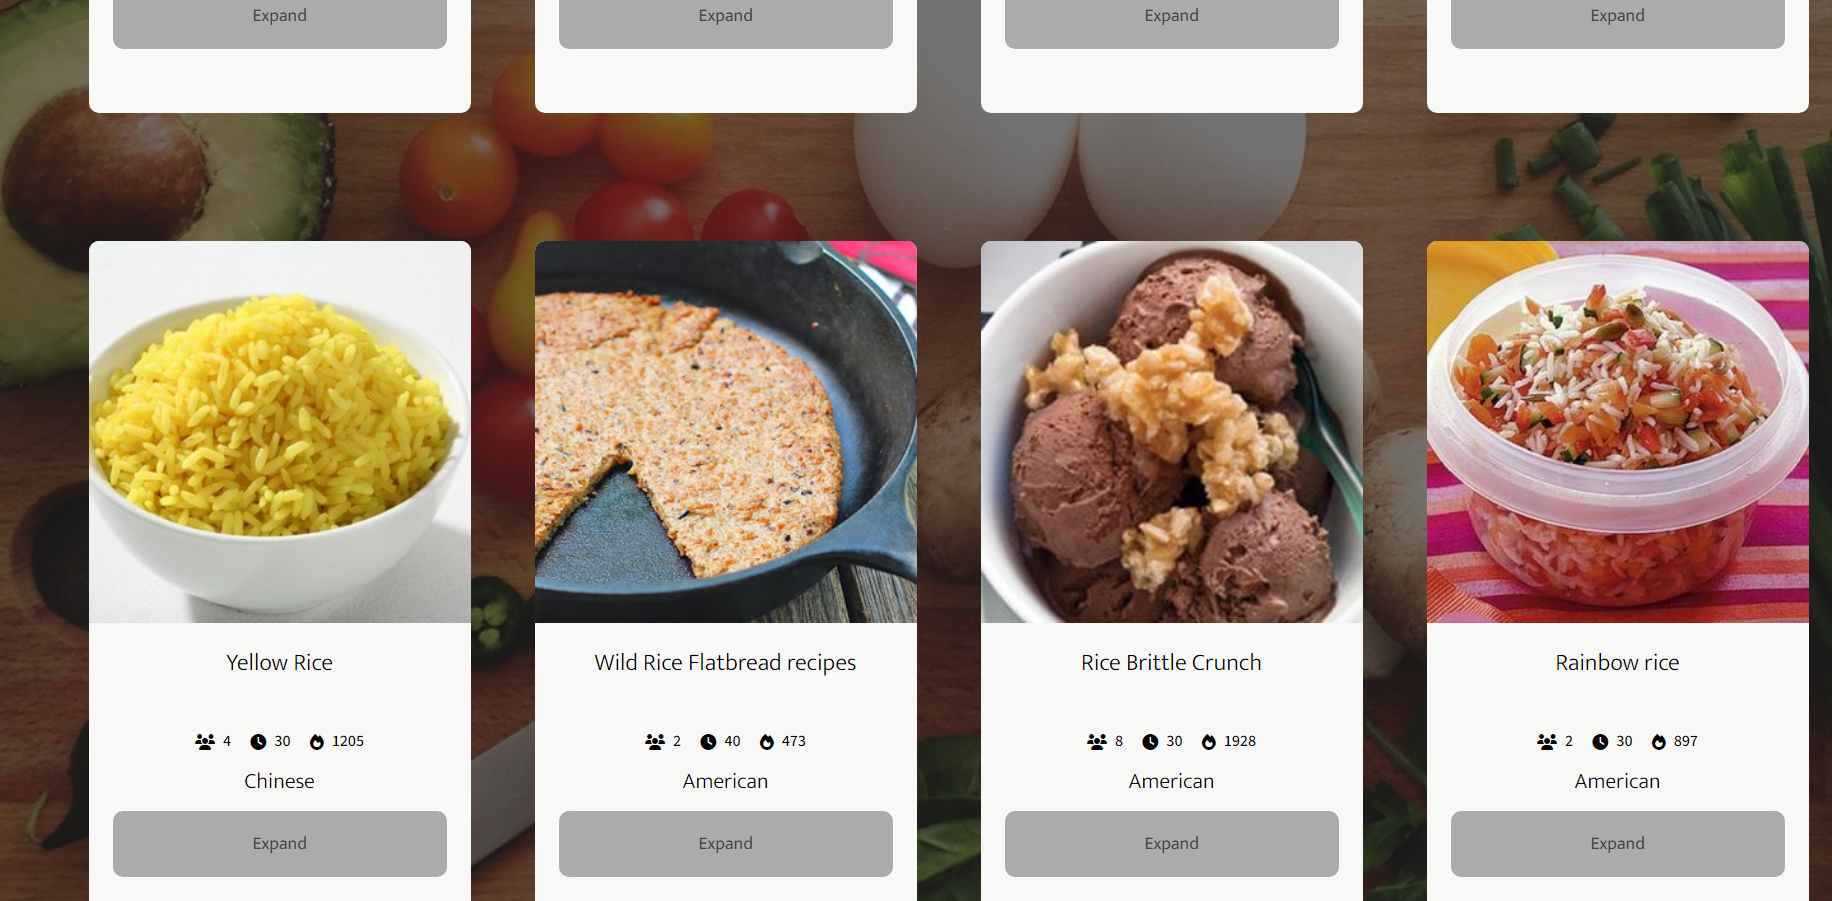 Expand Expand Expand Expand
Yellow Rice Wild Rice Flatbread recipes Rice Brittle Crunch Rainbow rice
4 30 1205 2 40 473 8 30 1928 2 30 897
Chinese American American American
Expand Expand Expand Expand